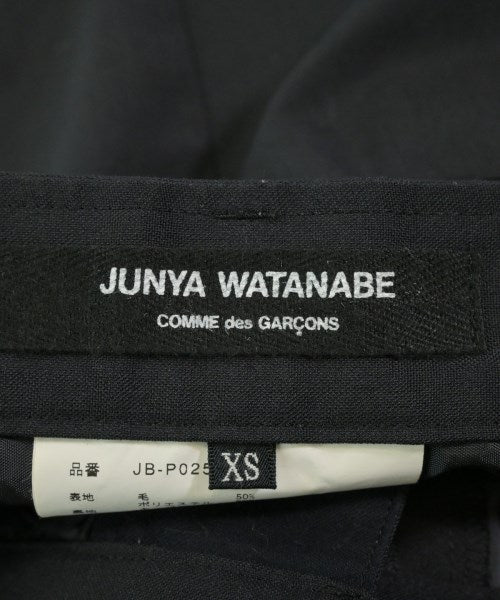 JUNYA WATANABE
COMME des GARÇONS
品番 JB-P025
XS
表地 毛 50%